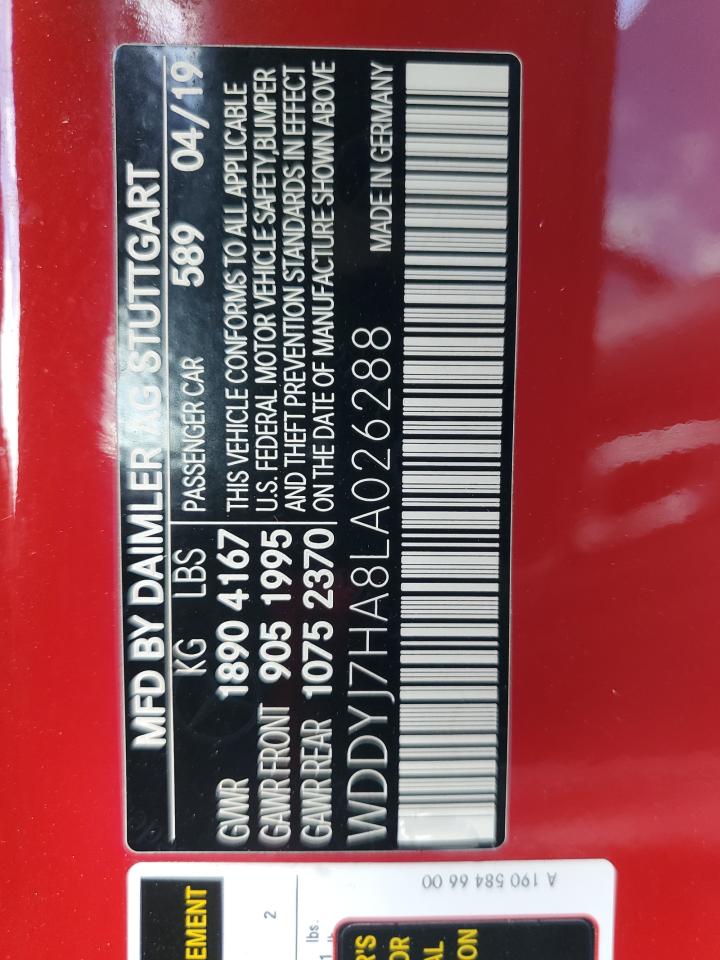 MFD BY DAIMLER AG STUTTGART
KG LBS PASSENGER CAR 589 04/19
GVWR 1890 4167 THIS VEHICLE CONFORMS TO ALL APPLICABLE
GAWR FRONT 905 1995 U.S. FEDERAL MOTOR VEHICLE SAFETY,BUMPER
GAWR REAR 1075 2370 AND THEFT PREVENTION STANDARDS IN EFFECT
ON THE DATE OF MANUFACTURE SHOWN ABOVE
WDDYJ7HA8LA026288 MADE IN GERMANY
A 190 584 66 00
EMENT
2
lbs.
'S
OR
AL
ON